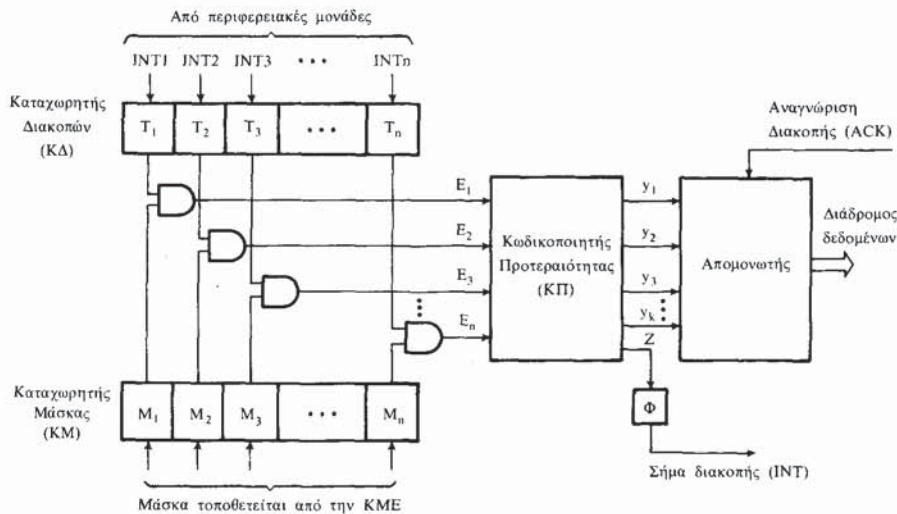 Από περιφερειακές μονάδες
INT1 INT2 INT3 • • • INTn
Καταχωρητής
Διακοπών
(ΚΔ)
T1 T2 T3 • • • Tn
Αναγνώριση
Διακοπής (ACK)
E1
E2
E3
En
Κωδικοποιητής
Προτεραιότητας
(ΚΠ)
y1
y2
y3
yk
Z
Απομονωτής
Διάδρομος
δεδομένων
Φ
Σήμα διακοπής (INT)
Καταχωρητής
Μάσκας
(ΚΜ)
M1 M2 M3 • • • Mn
Μάσκα τοποθετείται από την ΚΜΕ